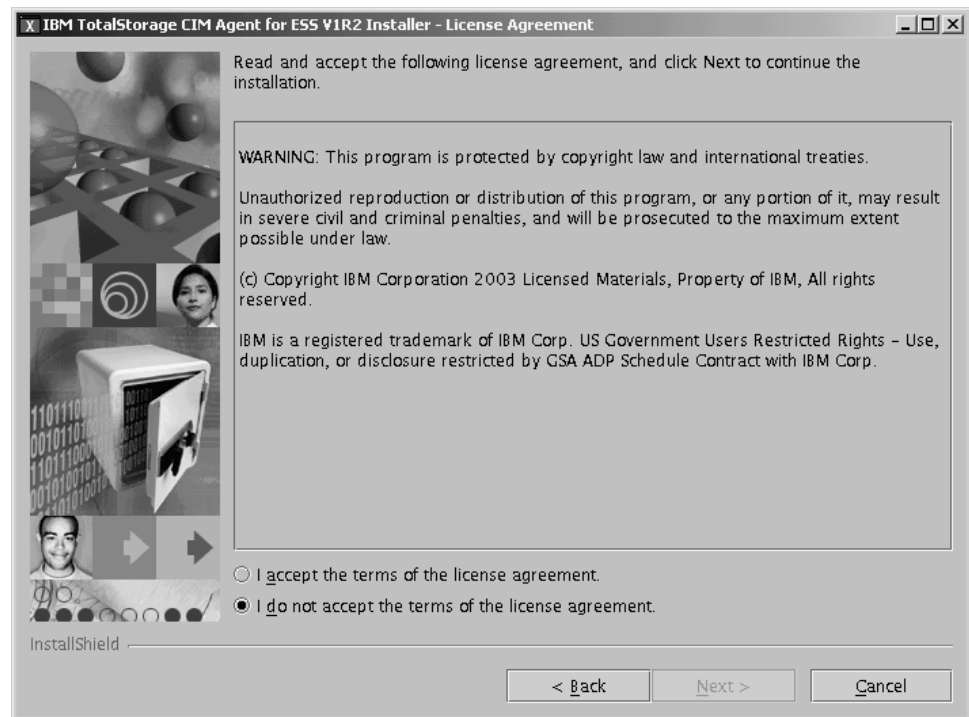 IBM TotalStorage CIM Agent for ESS V1R2 Installer - License Agreement
Read and accept the following license agreement, and click Next to continue the
installation.
WARNING: This program is protected by copyright law and international treaties.
Unauthorized reproduction or distribution of this program, or any portion of it, may result
in severe civil and criminal penalties, and will be prosecuted to the maximum extent
possible under law.
(c) Copyright IBM Corporation 2003 Licensed Materials, Property of IBM, All rights
reserved.
IBM is a registered trademark of IBM Corp. US Government Users Restricted Rights - Use,
duplication, or disclosure restricted by GSA ADP Schedule Contract with IBM Corp.
I accept the terms of the license agreement.
I do not accept the terms of the license agreement.
InstallShield
< Back
Next >
Cancel